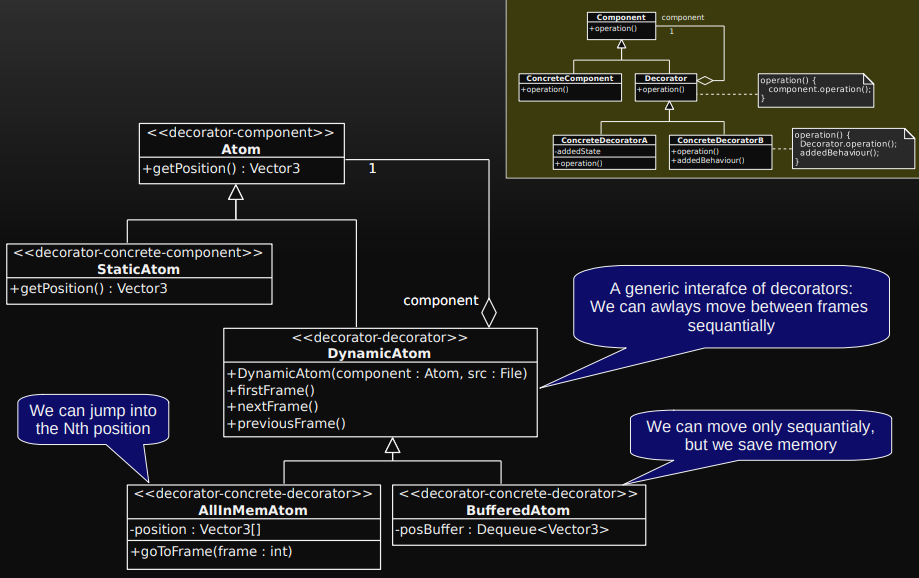 Component
+operation()
component
1
ConcreteComponent
+operation()
Decorator
+operation()
operation() {
component.operation();
}
ConcreteDecoratorA
-addedState
+operation()
ConcreteDecoratorB
+operation()
+addedBehaviour()
operation() {
Decorator.operation();
addedBehaviour();
}
<<decorator-component>>
Atom
+getPosition() : Vector3
1
<<decorator-concrete-component>>
StaticAtom
+getPosition() : Vector3
component
A generic interafce of decorators:
We can awlays move between frames
sequantially
<<decorator-decorator>>
DynamicAtom
+DynamicAtom(component : Atom, src : File)
+firstFrame()
+nextFrame()
+previousFrame()
We can jump into
the Nth position
We can move only sequantialy,
but we save memory
<<decorator-concrete-decorator>>
AllInMemAtom
-position : Vector3[]
+goToFrame(frame : int)
<<decorator-concrete-decorator>>
BufferedAtom
-posBuffer : Dequeue<Vector3>